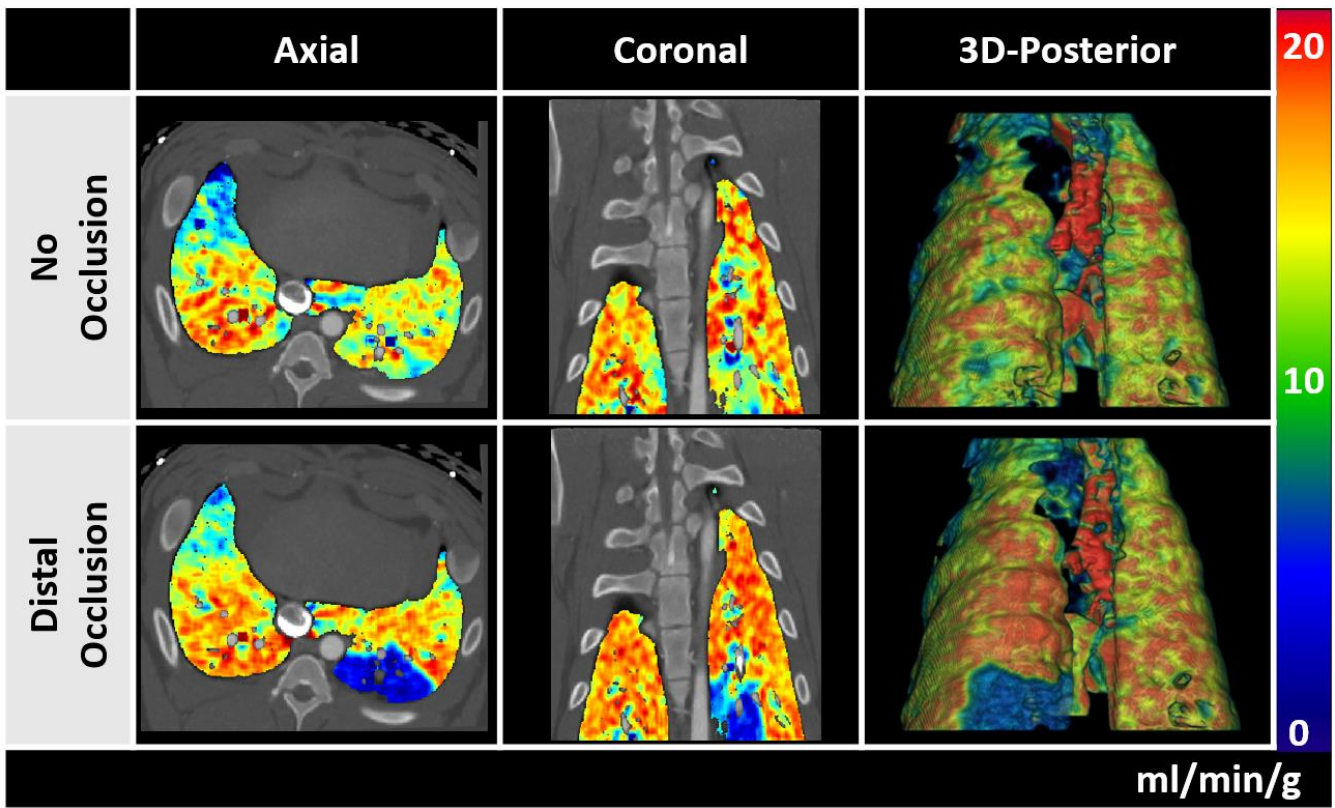 Axial
Coronal
3D-Posterior
20
No
Occlusion
10
Distal
Occlusion
0
ml/min/g